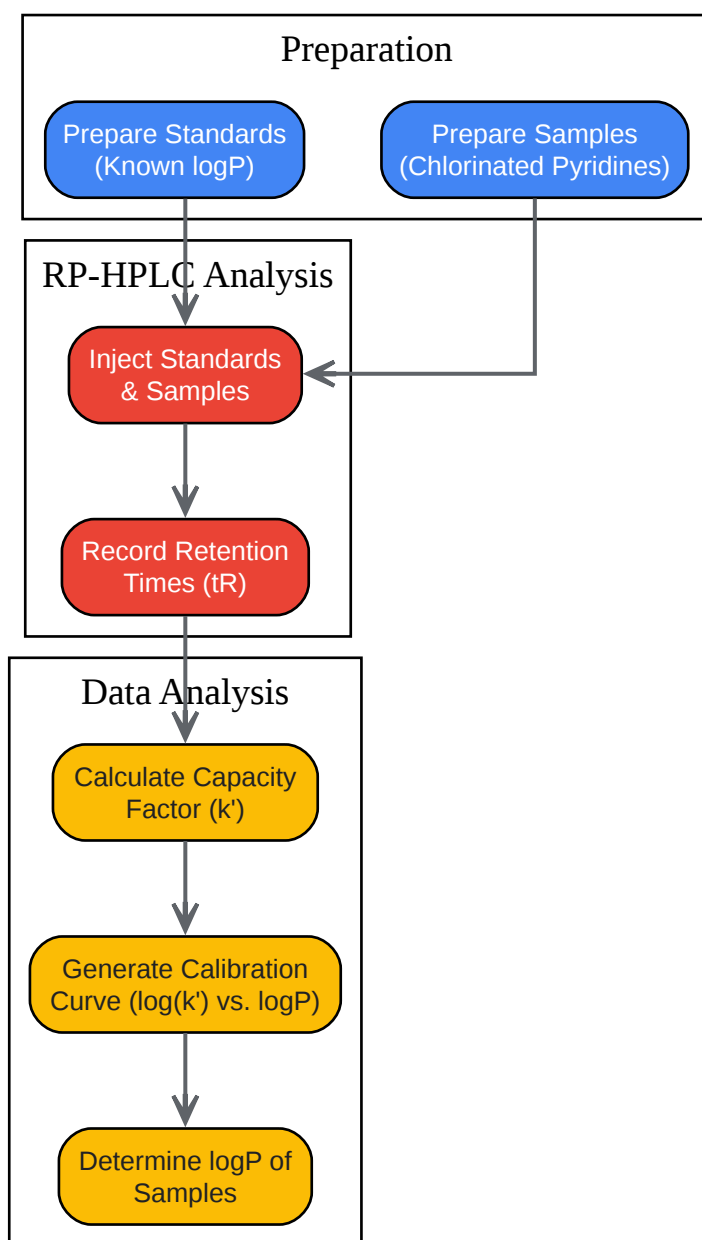 Preparation
Prepare Standards
(Known logP)
Prepare Samples
(Chlorinated Pyridines)
RP-HPLC Analysis
Inject Standards
& Samples
Record Retention
Times (tR)
Data Analysis
Calculate Capacity
Factor (k')
Generate Calibration
Curve (log(k') vs. logP)
Determine logP of
Samples